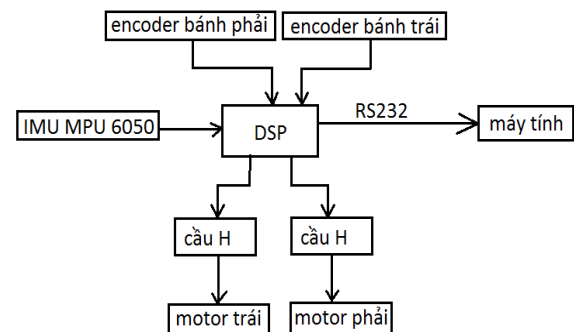 encoder bánh phải
encoder bánh trái
IMU MPU 6050
DSP
RS232
máy tính
cầu H
cầu H
motor trái
motor phải